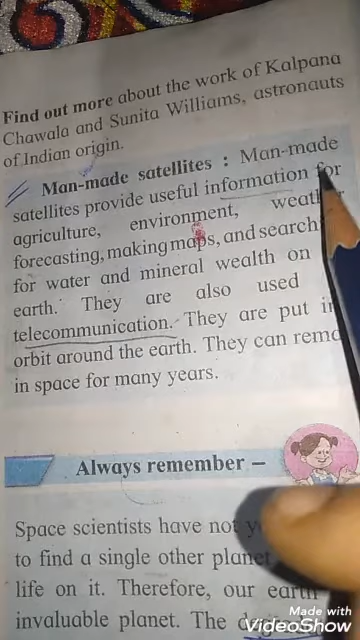 Find out more about the work of Kalpana
Chawala and Sunita Williams, astronauts
of Indian origin.
Man-made satellites : Man-made
satellites provide useful information for
agriculture, environment,
forecasting, making maps, and
for water and mineral wealth on
earth. They are also used
telecommunication. They are put
orbit around the earth. They can
in space for many years.
Always remember –
Space scientists have not
to find a single other planet
life on it. Therefore, our earth
invaluable planet. The
Made with
VideoShow